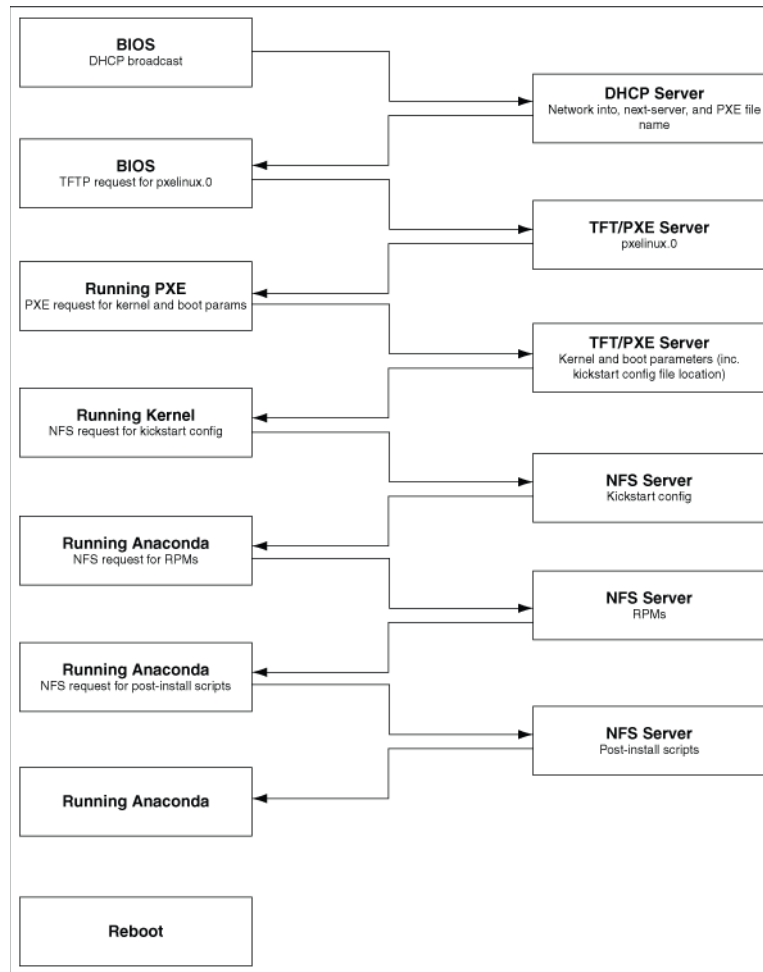 BIOS
DHCP broadcast
DHCP Server
Network into, next-server, and PXE file
name
BIOS
TFTP request for pxelinux.0
TFT/PXE Server
pxelinux.0
Running PXE
PXE request for kernel and boot params
TFT/PXE Server
Kernel and boot parameters (inc.
kickstart config file location)
Running Kernel
NFS request for kickstart config
NFS Server
Kickstart config
Running Anaconda
NFS request for RPMs
NFS Server
RPMs
Running Anaconda
NFS request for post-install scripts
NFS Server
Post-install scripts
Running Anaconda
Reboot